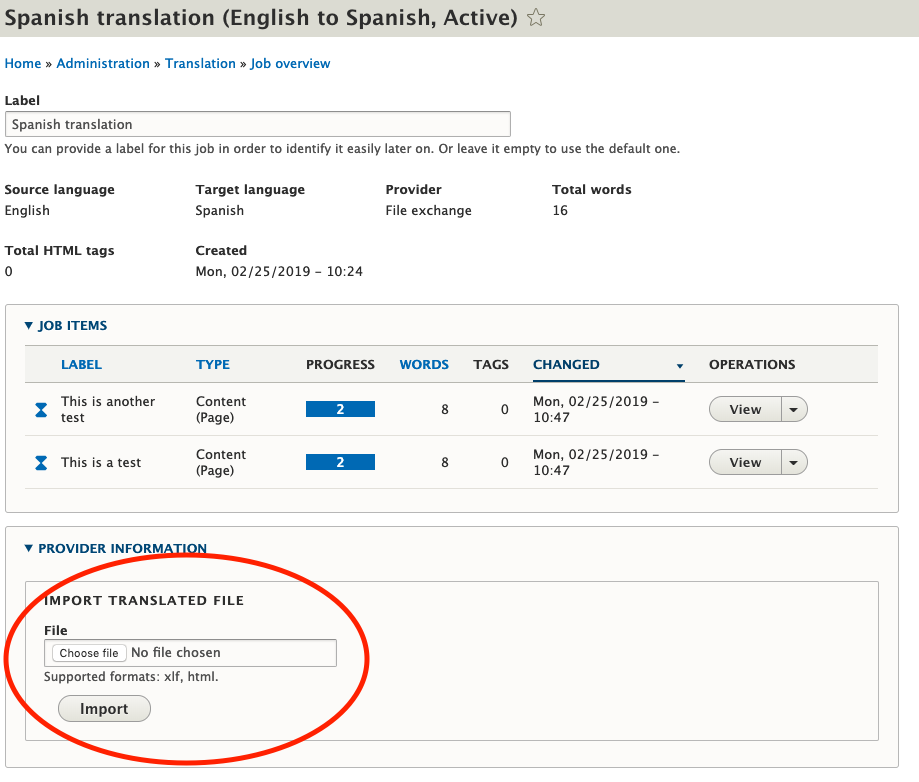 Spanish translation (English to Spanish, Active)
Home » Administration » Translation » Job overview
Label
Spanish translation
You can provide a label for this job in order to identify it easily later on. Or leave it empty to use the default one.
Source language Target language Provider Total words
English Spanish File exchange 16
Total HTML tags Created
0 Mon, 02/25/2019 – 10:24
JOB ITEMS
LABEL TYPE PROGRESS WORDS TAGS CHANGED OPERATIONS
This is another test Content (Page) 2 8 0 Mon, 02/25/2019 – 10:47 View
This is a test Content (Page) 2 8 0 Mon, 02/25/2019 – 10:47 View
PROVIDER INFORMATION
IMPORT TRANSLATED FILE
File
Choose file No file chosen
Supported formats: xlf, html.
Import